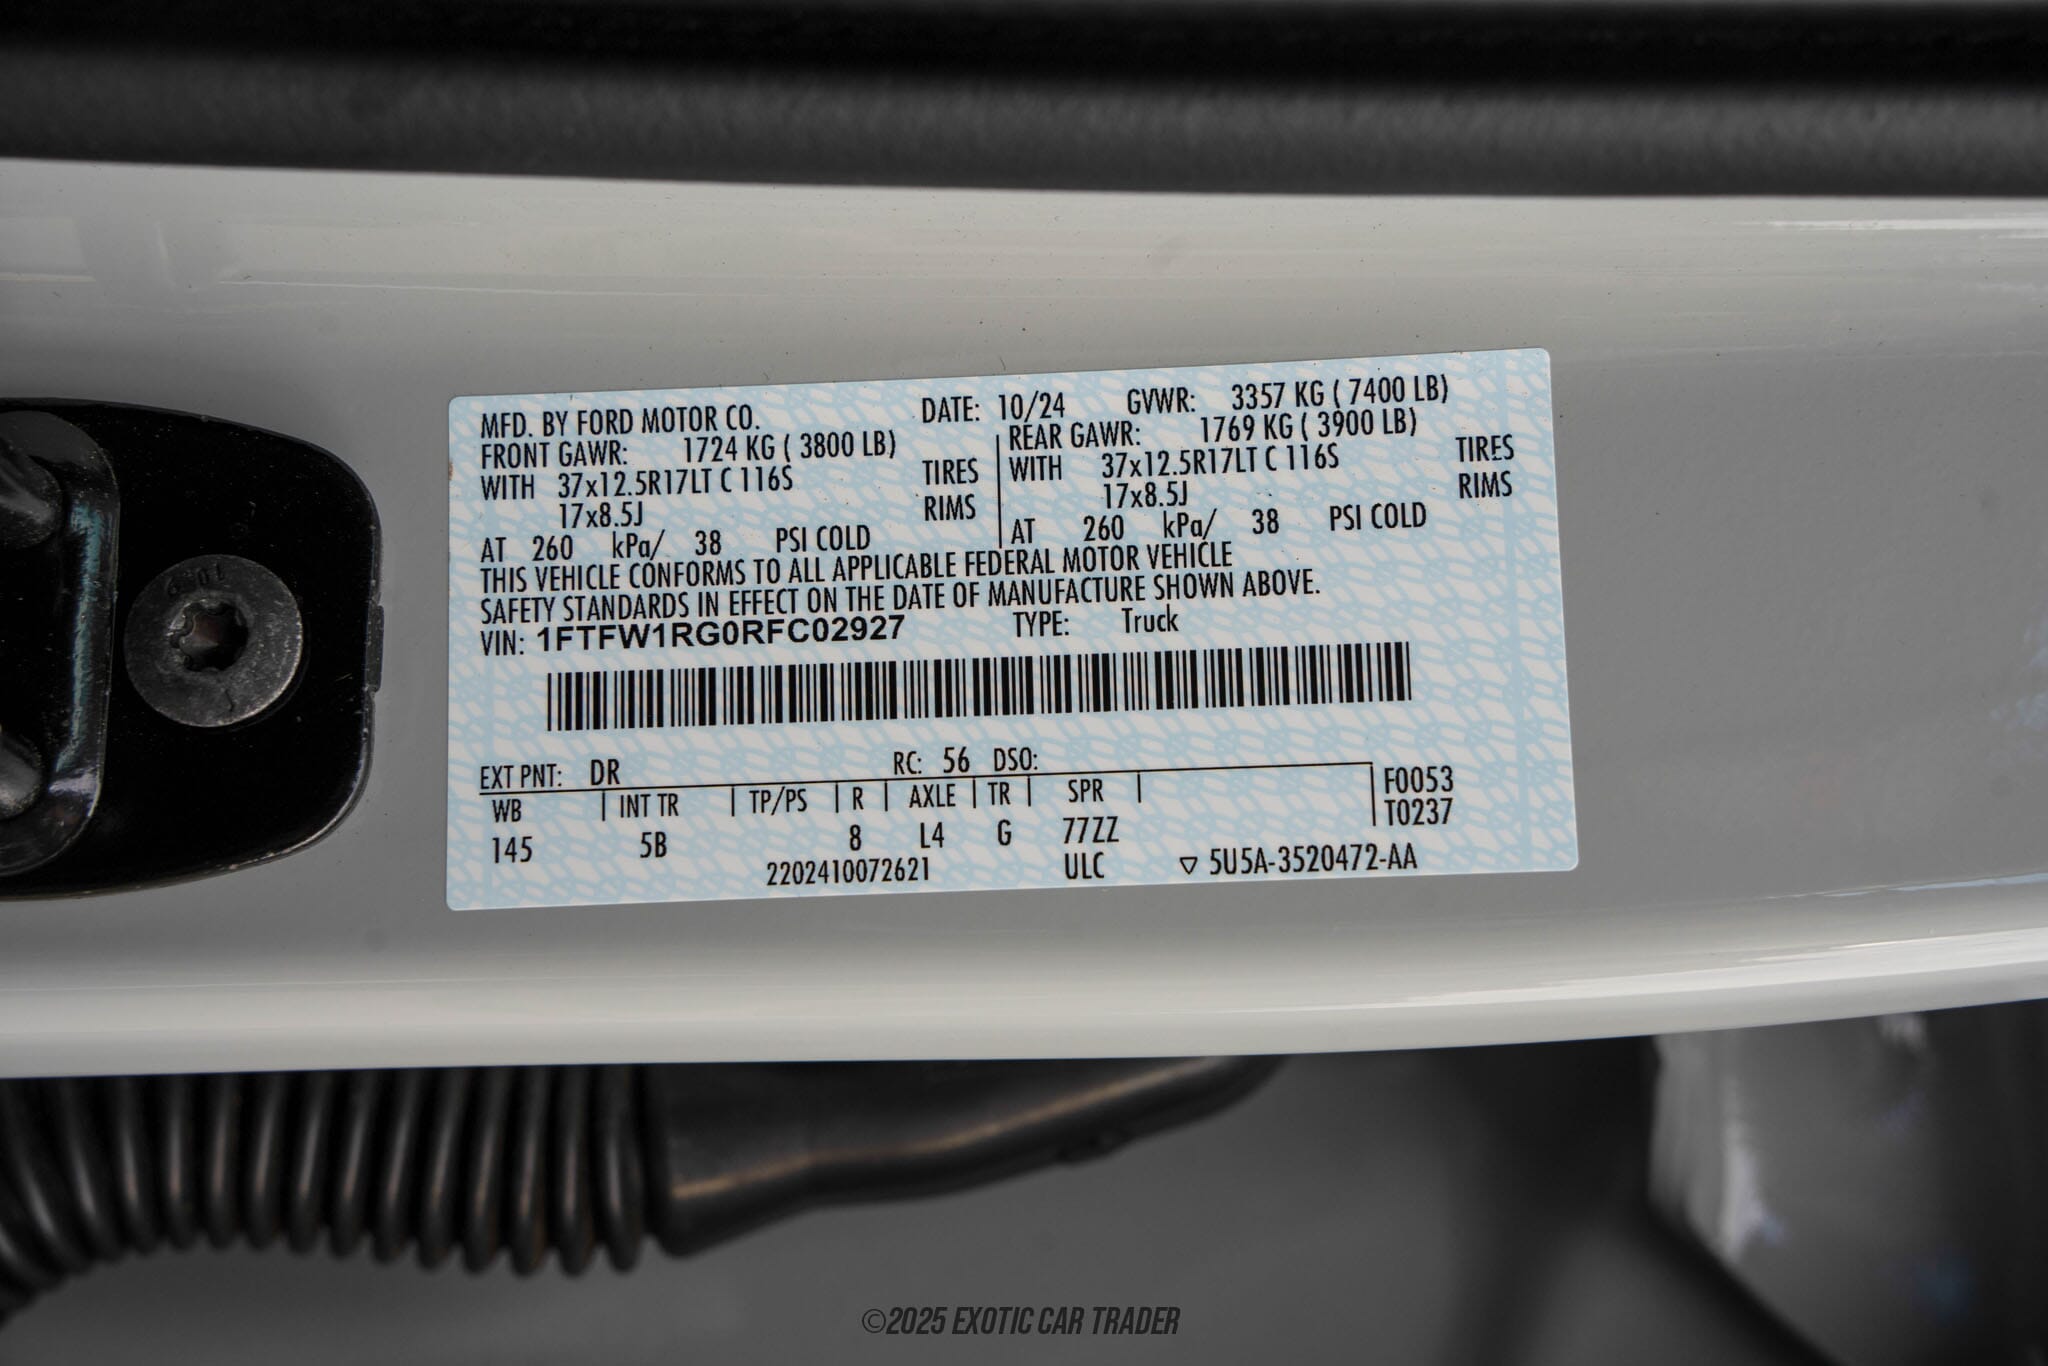 MFD. BY FORD MOTOR CO. DATE: 10/24 GVWR: 3357 KG ( 7400 LB)
FRONT GAWR: 1724 KG ( 3800 LB) REAR GAWR: 1769 KG ( 3900 LB)
WITH 37x12.5R17LT C 116S TIRES WITH 37x12.5R17LT C 116S TIRES
17x8.5J RIMS 17x8.5J RIMS
AT 260 kPa/ 38 PSI COLD AT 260 kPa/ 38 PSI COLD
THIS VEHICLE CONFORMS TO ALL APPLICABLE FEDERAL MOTOR VEHICLE
SAFETY STANDARDS IN EFFECT ON THE DATE OF MANUFACTURE SHOWN ABOVE.
VIN: 1FTFW1RG0RFC02927 TYPE: Truck
EXT PNT: DR RC: 56 DSO:
WB INT TR TP/PS R AXLE TR SPR F0053
145 5B 8 L4 G 77ZZ T0237
2202410072621 ULC ▽ 5U5A-3520472-AA
10.9
©2025 EXOTIC CAR TRADER